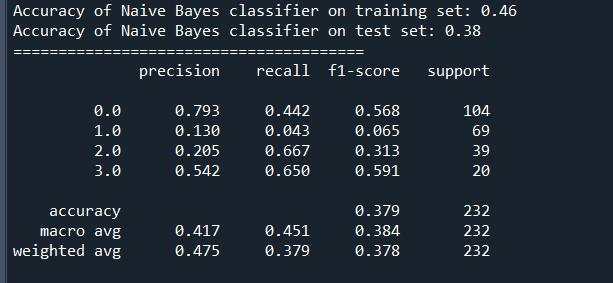 Accuracy of Naive Bayes classifier on training set: 0.46
Accuracy of Naive Bayes classifier on test set: 0.38
=======================================
precision recall f1-score support
0.0 0.793 0.442 0.568 104
1.0 0.130 0.043 0.065 69
2.0 0.205 0.667 0.313 39
3.0 0.542 0.650 0.591 20
accuracy 0.379 232
macro avg 0.417 0.451 0.384 232
weighted avg 0.475 0.379 0.378 232